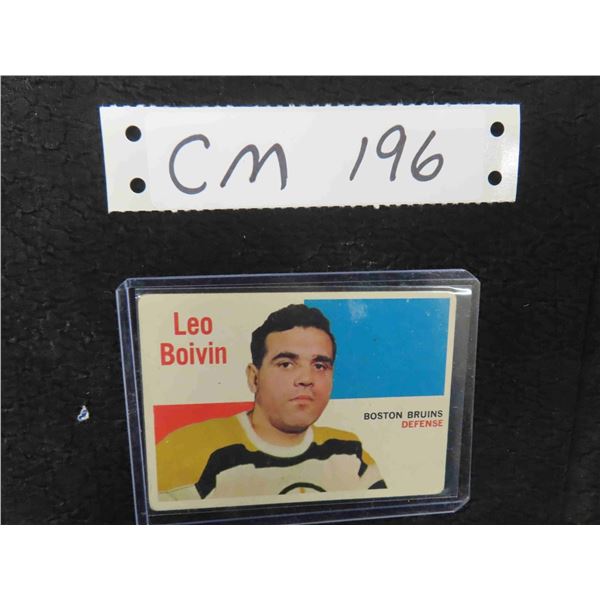 CM 196
Leo
Boivin
BOSTON BRUINS
DEFENSE